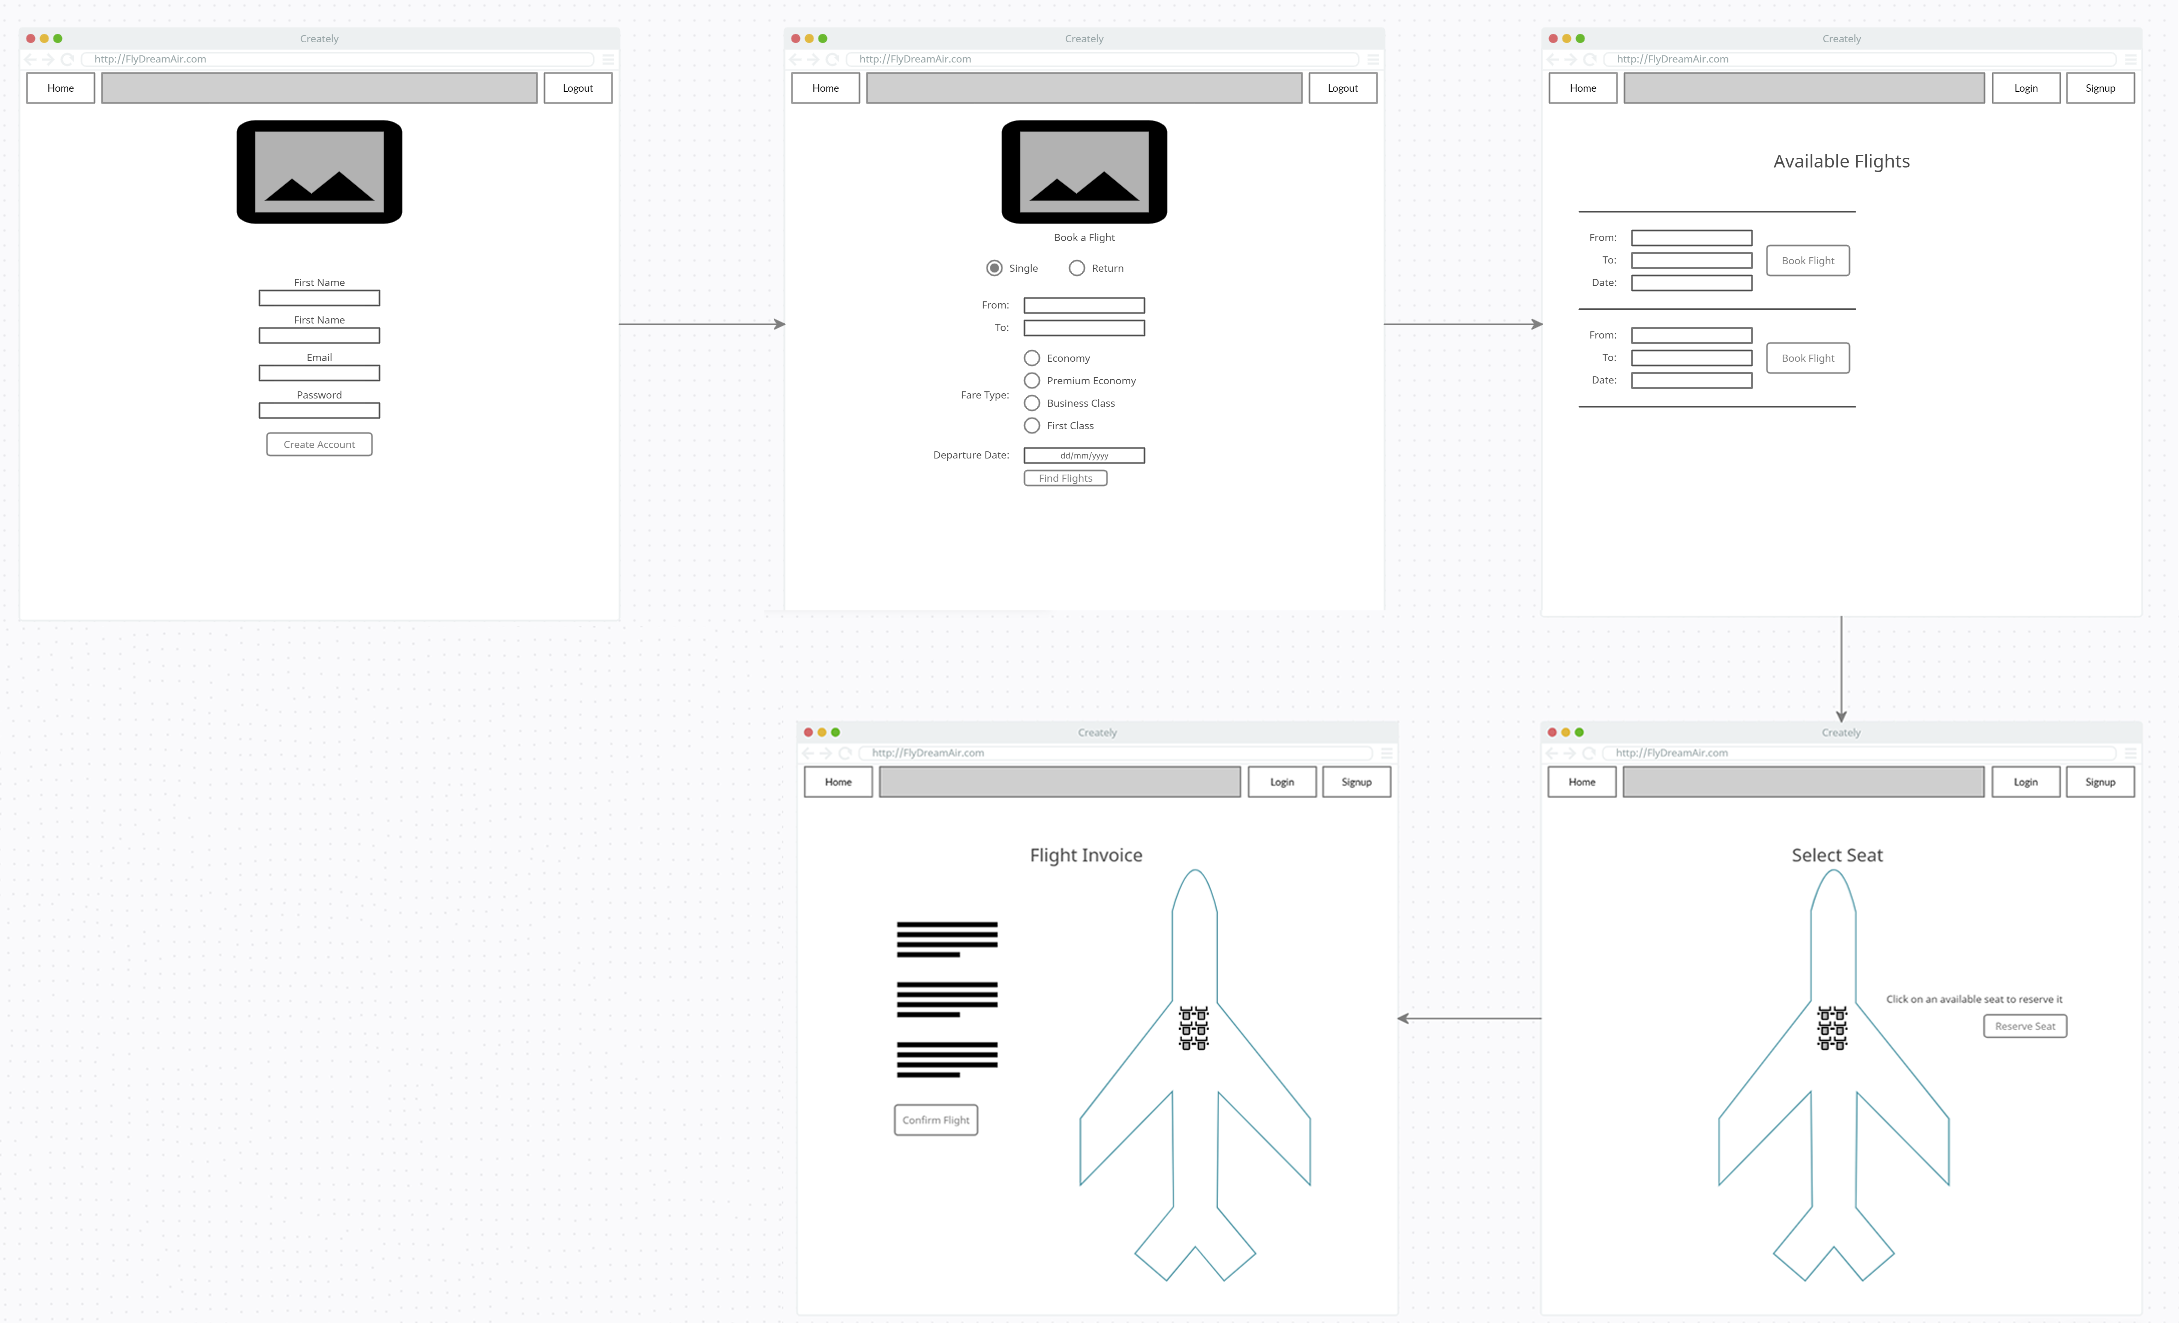 Creately
http://FlyDreamAir.com
Home
Logout
First Name
First Name
Email
Password
Create Account
Creately
http://FlyDreamAir.com
Home
Logout
Book a Flight
Single Return
From:
To:
Fare Type:
Economy
Premium Economy
Business Class
First Class
Departure Date: dd/mm/yyyy
Find Flights
Creately
http://FlyDreamAir.com
Home
Login
Signup
Available Flights
From:
To:
Date:
Book Flight
From:
To:
Date:
Book Flight
Creately
http://FlyDreamAir.com
Home
Login
Signup
Select Seat
Click on an available seat to reserve it
Reserve Seat
Creately
http://FlyDreamAir.com
Home
Login
Signup
Flight Invoice
Confirm Flight